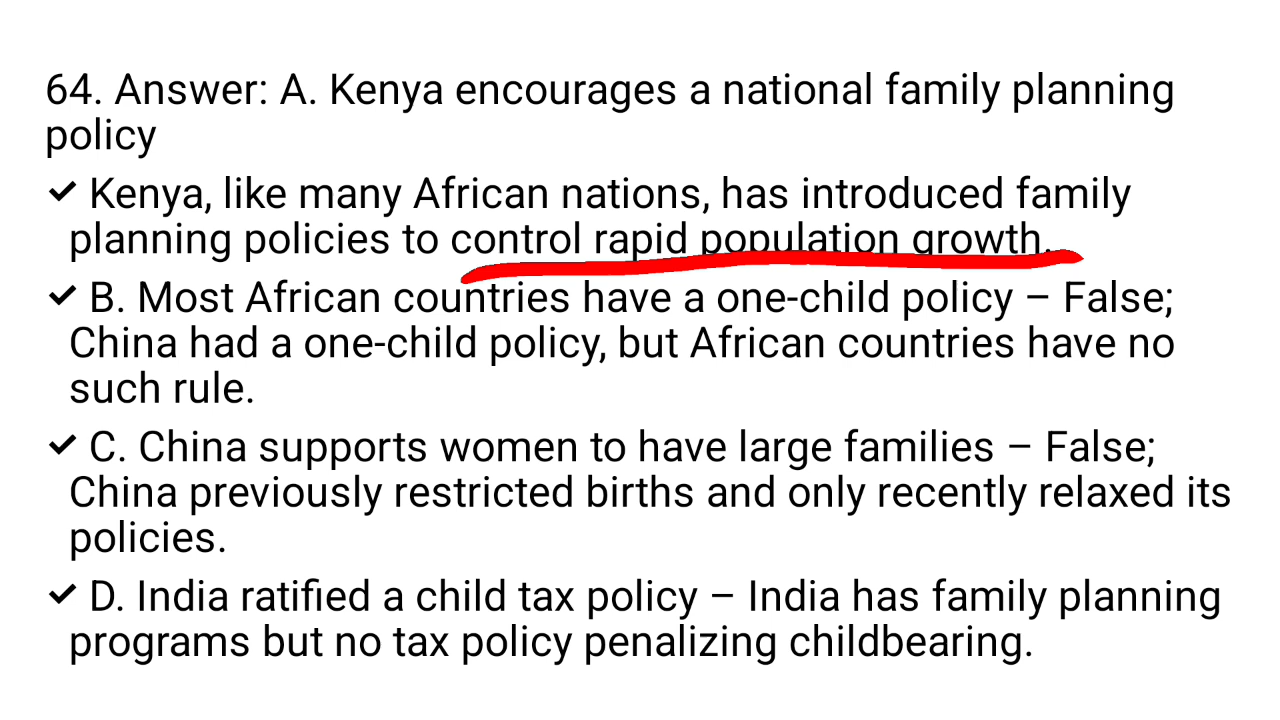 64. Answer: A. Kenya encourages a national family planning
policy
✓ Kenya, like many African nations, has introduced family
planning policies to control rapid population growth.
✓ B. Most African countries have a one-child policy – False;
China had a one-child policy, but African countries have no
such rule.
✓ C. China supports women to have large families – False;
China previously restricted births and only recently relaxed its
policies.
✓ D. India ratified a child tax policy – India has family planning
programs but no tax policy penalizing childbearing.